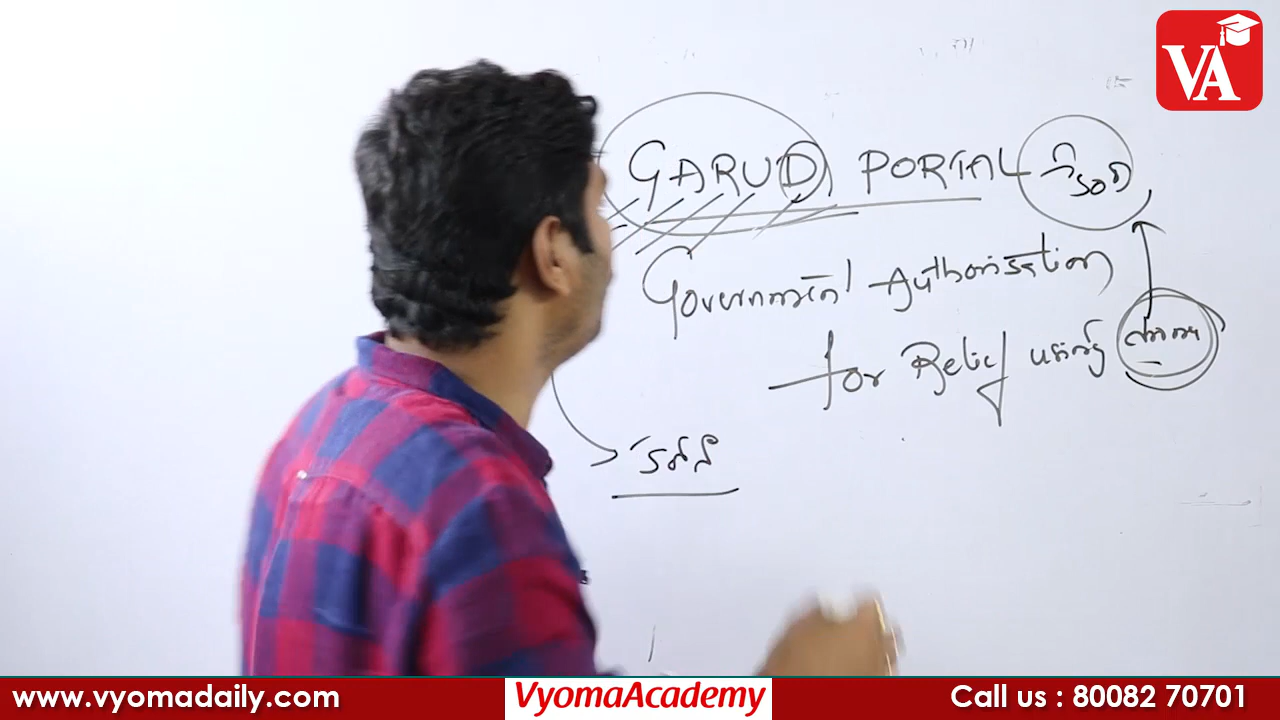 VA
GARUD PORTAL
Government Authorisation
for Relief using
www.vyomadaily.com
VyomaAcademy
Call us : 80082 70701